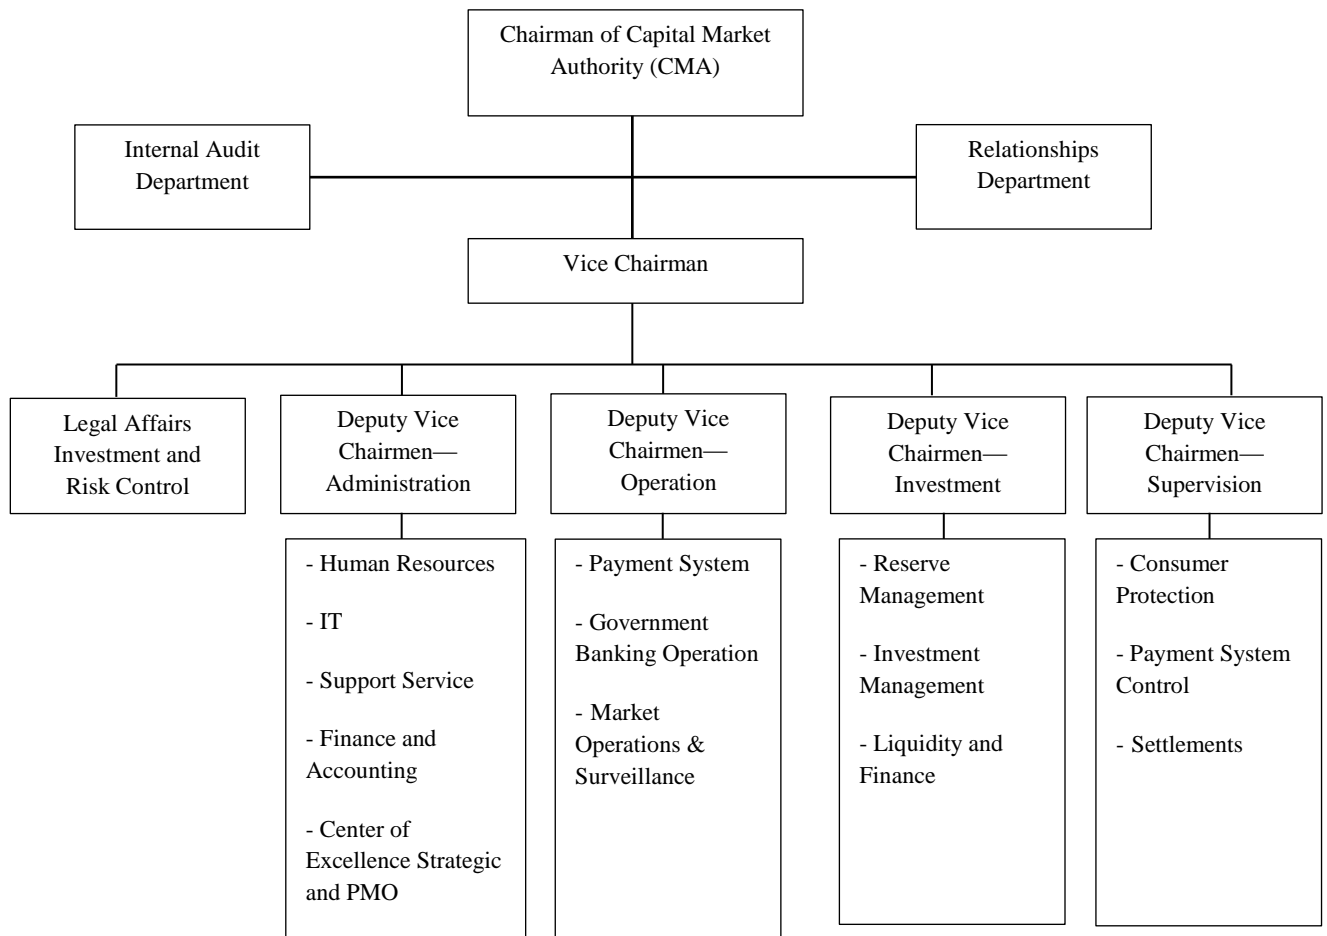 Chairman of Capital Market
Authority (CMA)
Internal Audit
Department
Relationships
Department
Vice Chairman
Legal Affairs
Investment and
Risk Control
Deputy Vice
Chairmen—
Administration
Deputy Vice
Chairmen—
Operation
Deputy Vice
Chairmen—
Investment
Deputy Vice
Chairmen—
Supervision
- Human Resources
- IT
- Support Service
- Finance and
Accounting
- Center of
Excellence Strategic
and PMO
- Payment System
- Government
Banking Operation
- Market
Operations &
Surveillance
- Reserve
Management
- Investment
Management
- Liquidity and
Finance
- Consumer
Protection
- Payment System
Control
- Settlements